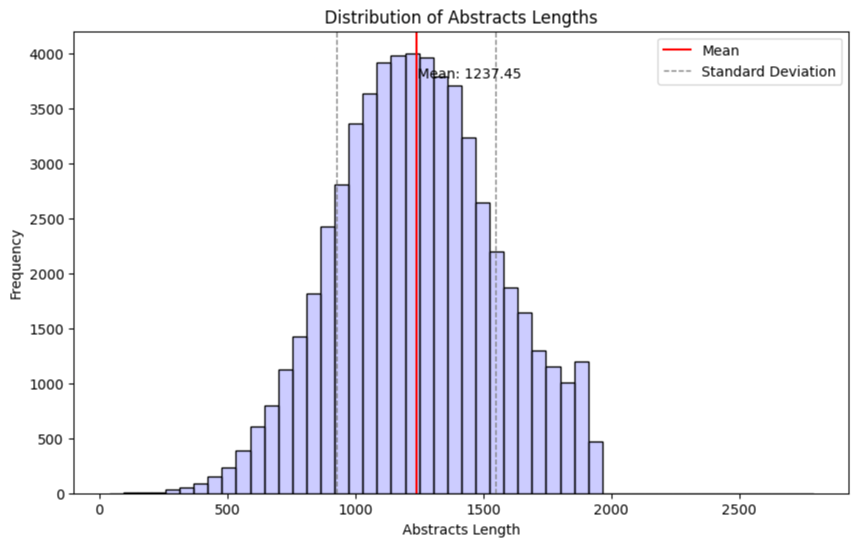 Distribution of Abstracts Lengths
Mean
Standard Deviation
Mean: 1237.45
4000
3500
3000
2500
2000
1500
1000
500
0
Frequency
0 500 1000 1500 2000 2500
Abstracts Length